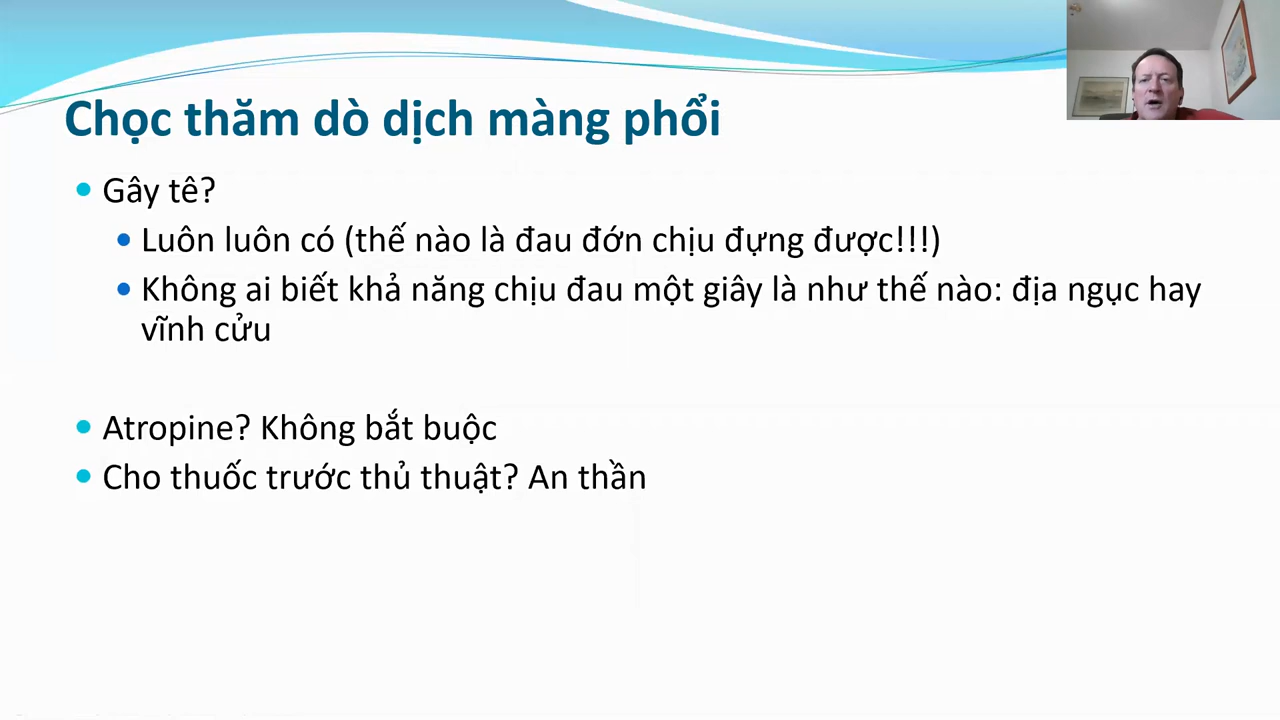 Chọc thăm dò dịch màng phổi
Gây tê?
Luôn luôn có (thế nào là đau đớn chịu đựng được!!!)
Không ai biết khả năng chịu đau một giây là như thế nào: địa ngục hay
vĩnh cửu
Atropine? Không bắt buộc
Cho thuốc trước thủ thuật? An thần